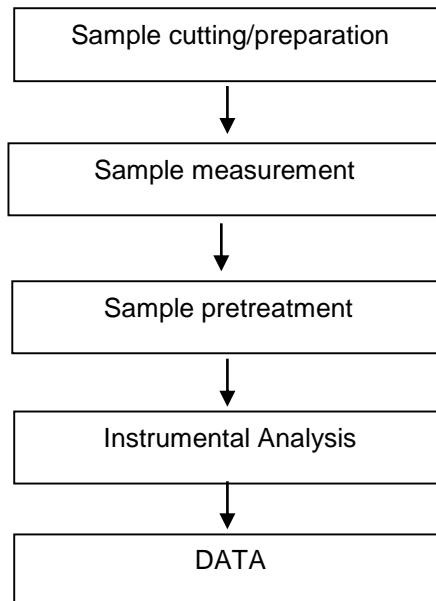 Sample cutting/preparation
Sample measurement
Sample pretreatment
Instrumental Analysis
DATA